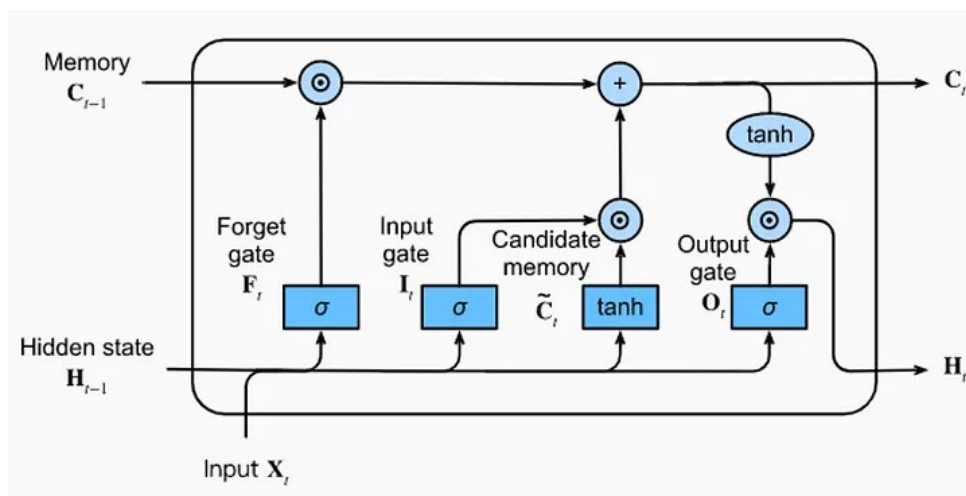 Memory
C_{t−1}
⊙
+
C_t
tanh
Forget
gate
F_t
Input
gate
I_t
⊙
Candidate
memory
C̃_t
Output
gate
O_t
⊙
σ
σ
tanh
σ
Hidden state
H_{t−1}
H_t
Input X_t